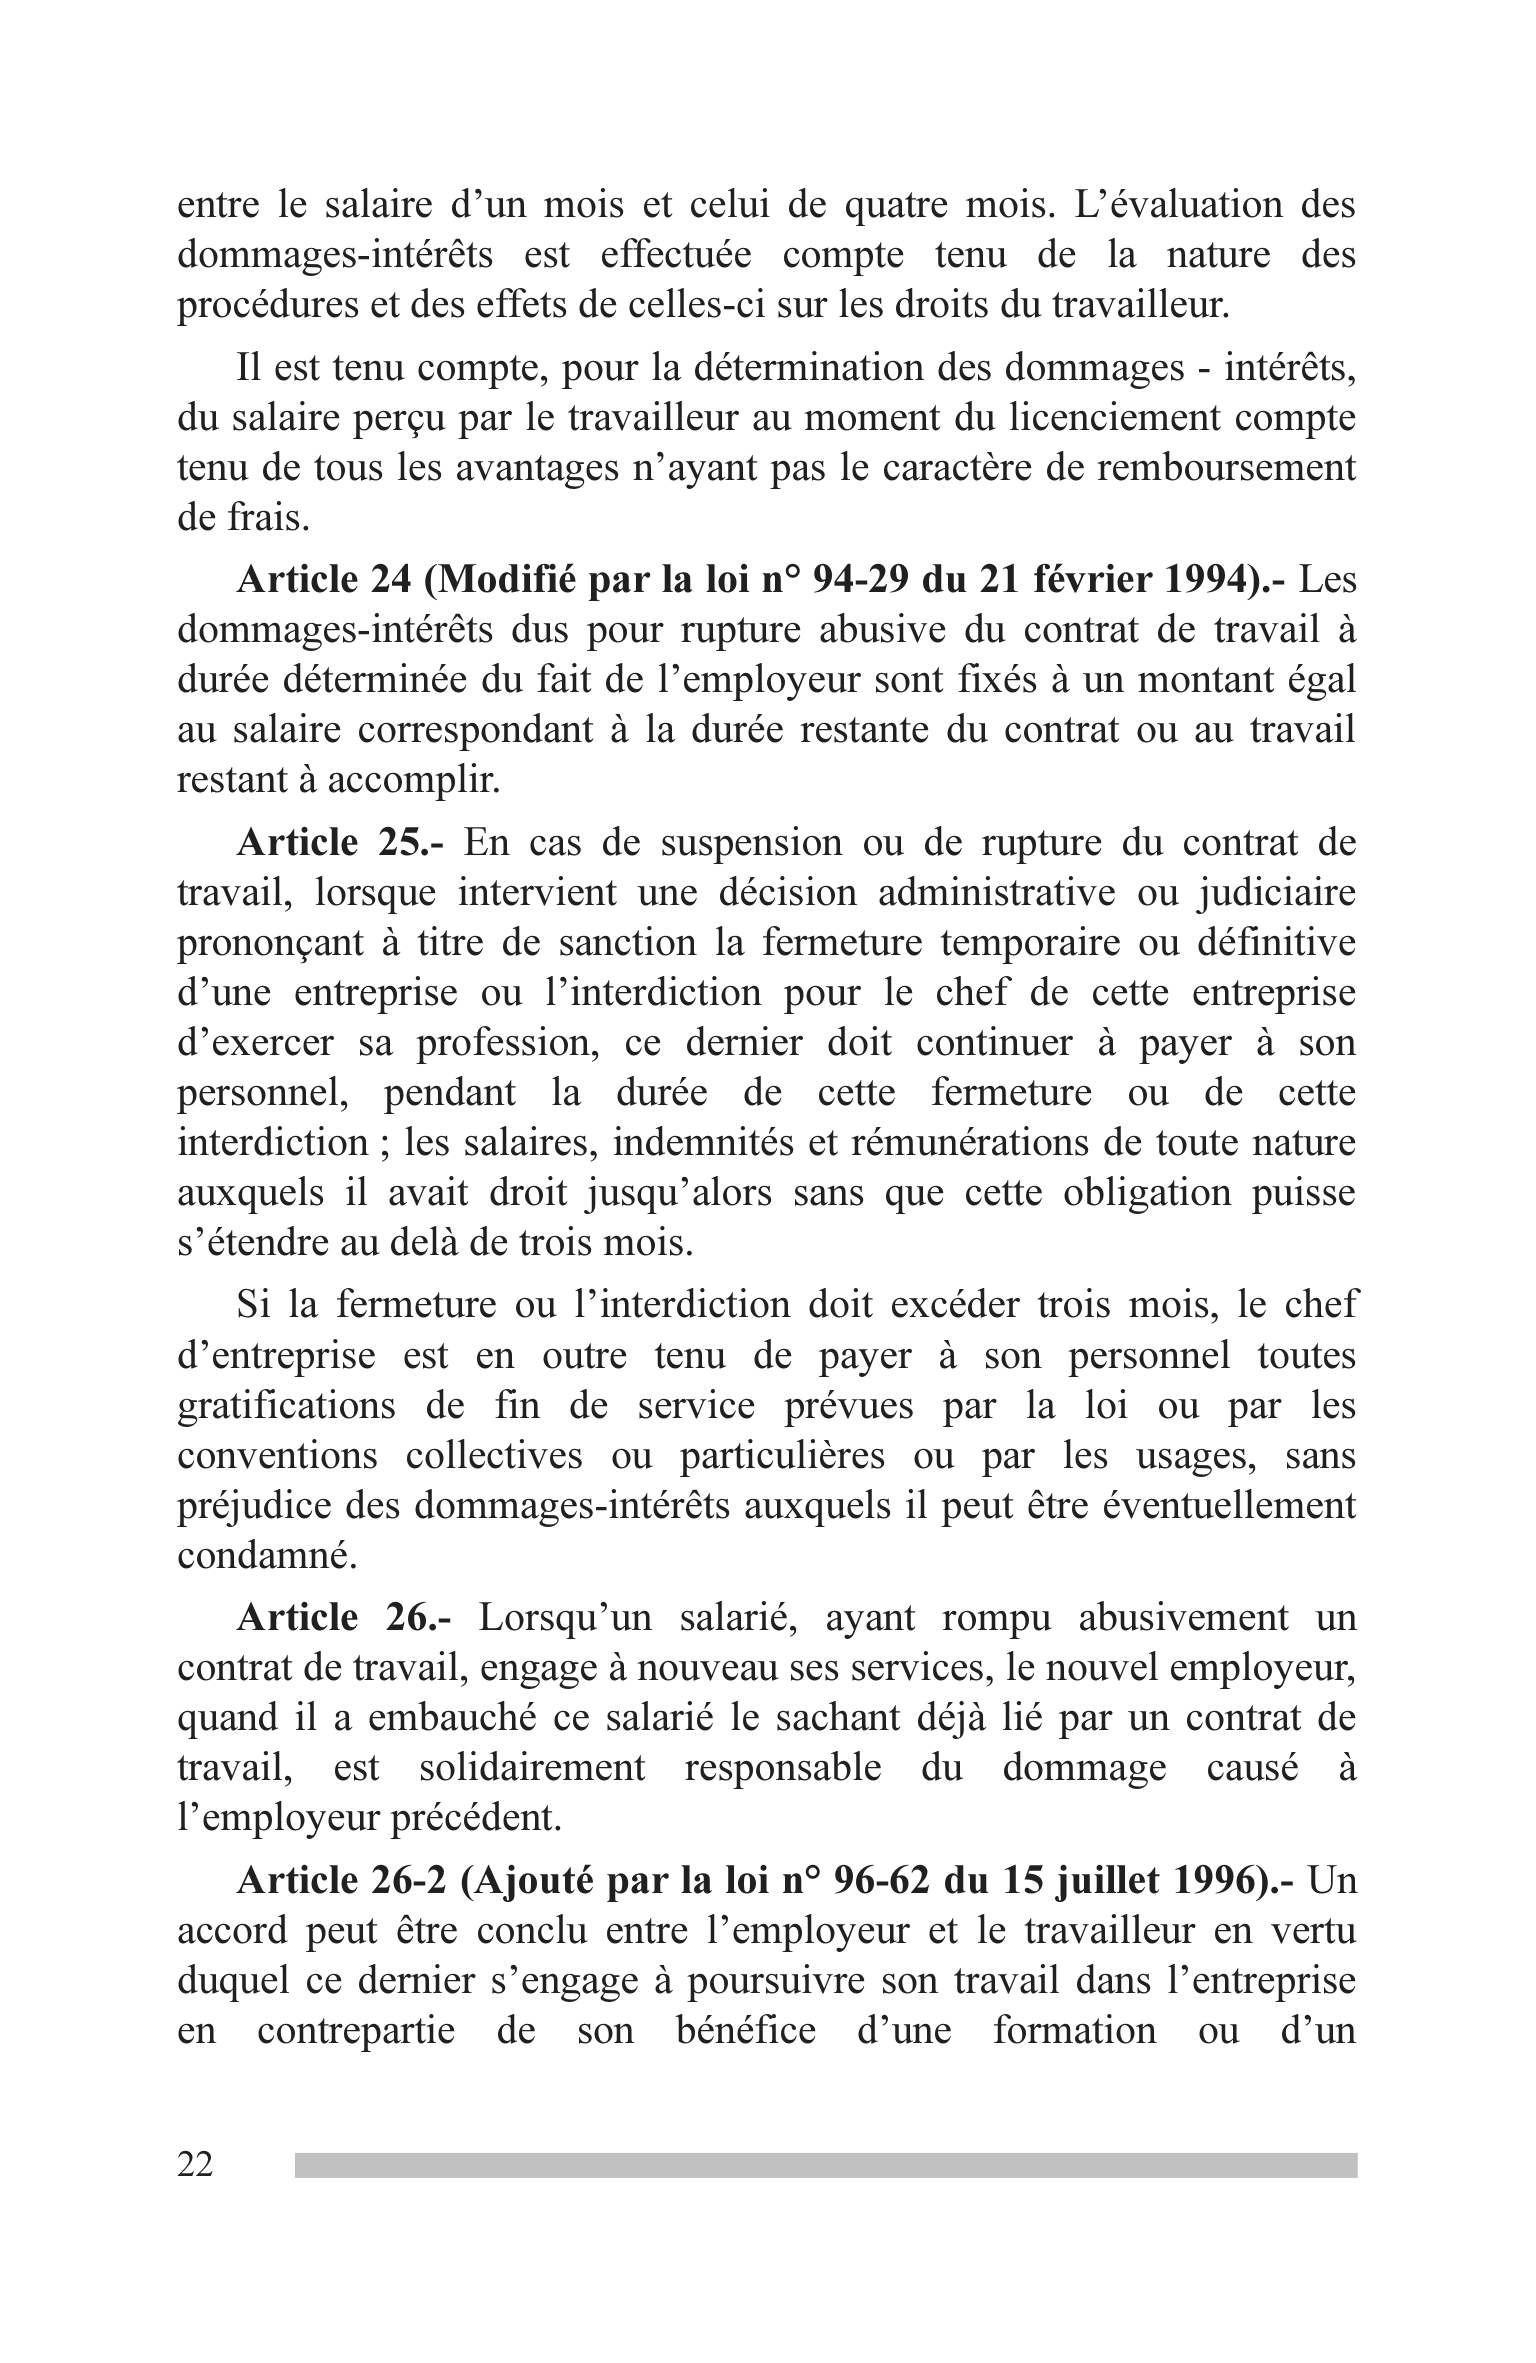 entre le salaire d’un mois et celui de quatre mois. L’évaluation des
dommages-intérêts est effectuée compte tenu de la nature des
procédures et des effets de celles-ci sur les droits du travailleur.
Il est tenu compte, pour la détermination des dommages - intérêts,
du salaire perçu par le travailleur au moment du licenciement compte
tenu de tous les avantages n’ayant pas le caractère de remboursement
de frais.
Article 24 (Modifié par la loi n° 94-29 du 21 février 1994).- Les
dommages-intérêts dus pour rupture abusive du contrat de travail à
durée déterminée du fait de l’employeur sont fixés à un montant égal
au salaire correspondant à la durée restante du contrat ou au travail
restant à accomplir.
Article 25.- En cas de suspension ou de rupture du contrat de
travail, lorsque intervient une décision administrative ou judiciaire
prononçant à titre de sanction la fermeture temporaire ou définitive
d’une entreprise ou l’interdiction pour le chef de cette entreprise
d’exercer sa profession, ce dernier doit continuer à payer à son
personnel, pendant la durée de cette fermeture ou de cette
interdiction ; les salaires, indemnités et rémunérations de toute nature
auxquels il avait droit jusqu’alors sans que cette obligation puisse
s’étendre au delà de trois mois.
Si la fermeture ou l’interdiction doit excéder trois mois, le chef
d’entreprise est en outre tenu de payer à son personnel toutes
gratifications de fin de service prévues par la loi ou par les
conventions collectives ou particulières ou par les usages, sans
préjudice des dommages-intérêts auxquels il peut être éventuellement
condamné.
Article 26.- Lorsqu’un salarié, ayant rompu abusivement un
contrat de travail, engage à nouveau ses services, le nouvel employeur,
quand il a embauché ce salarié le sachant déjà lié par un contrat de
travail, est solidairement responsable du dommage causé à
l’employeur précédent.
Article 26-2 (Ajouté par la loi n° 96-62 du 15 juillet 1996).- Un
accord peut être conclu entre l’employeur et le travailleur en vertu
duquel ce dernier s’engage à poursuivre son travail dans l’entreprise
en contrepartie de son bénéfice d’une formation ou d’un
22